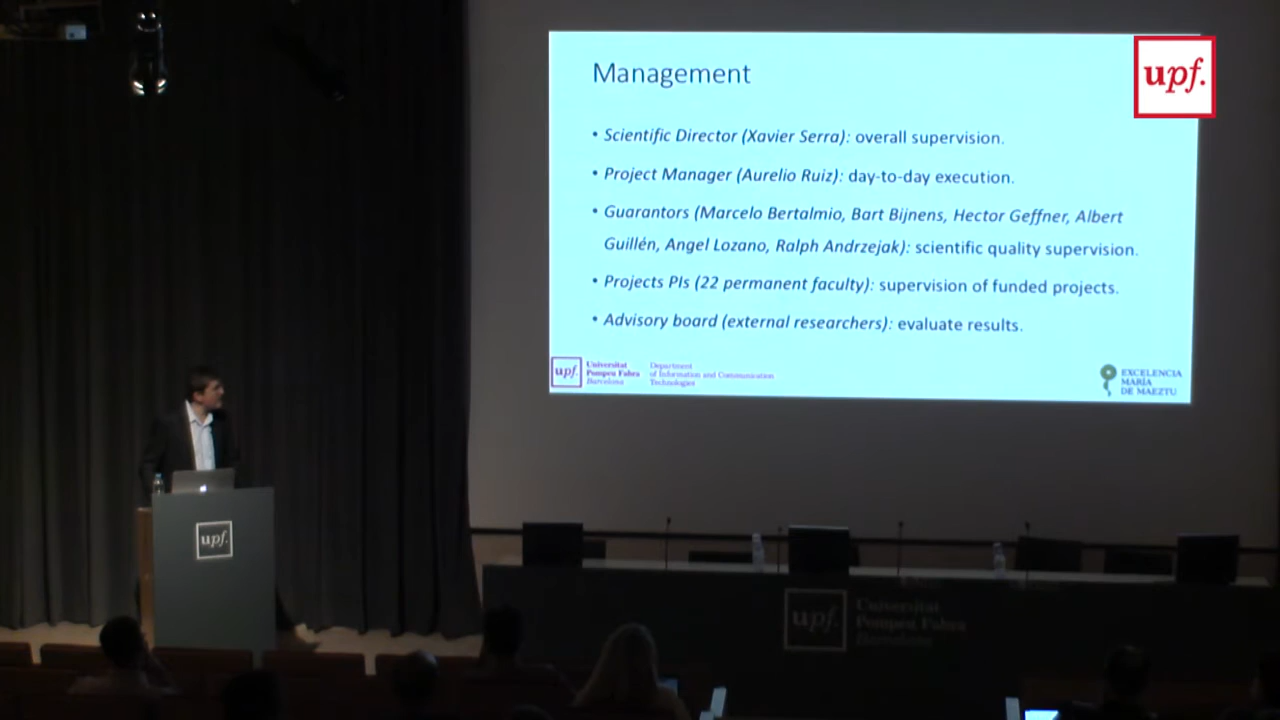 Management
upf.
• Scientific Director (Xavier Serra): overall supervision.
• Project Manager (Aurelio Ruiz): day-to-day execution.
• Guarantors (Marcelo Bertalmio, Bart Bijnens, Hector Geffner, Albert
Guillén, Angel Lozano, Ralph Andrzejak): scientific quality supervision.
• Projects PIs (22 permanent faculty): supervision of funded projects.
• Advisory board (external researchers): evaluate results.
upf.
Universitat
Pompeu Fabra
Barcelona
Department
of Information and Communication
Technologies
EXCELENCIA
MARÍA
DE MAEZTU
upf.
upf.
Universitat
Pompeu Fabra
Barcelona